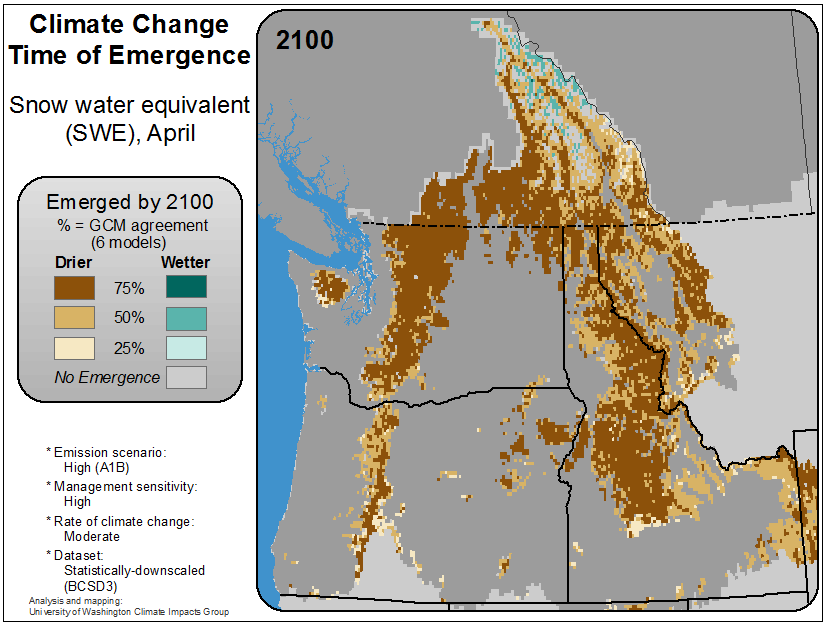 Climate Change
Time of Emergence
Snow water equivalent
(SWE), April
Emerged by 2100
% = GCM agreement
(6 models)
Drier Wetter
75%
50%
25%
No Emergence
* Emission scenario:
High (A1B)
* Management sensitivity:
High
* Rate of climate change:
Moderate
* Dataset:
Statistically-downscaled
(BCSD3)
Analysis and mapping:
University of Washington Climate Impacts Group
2100